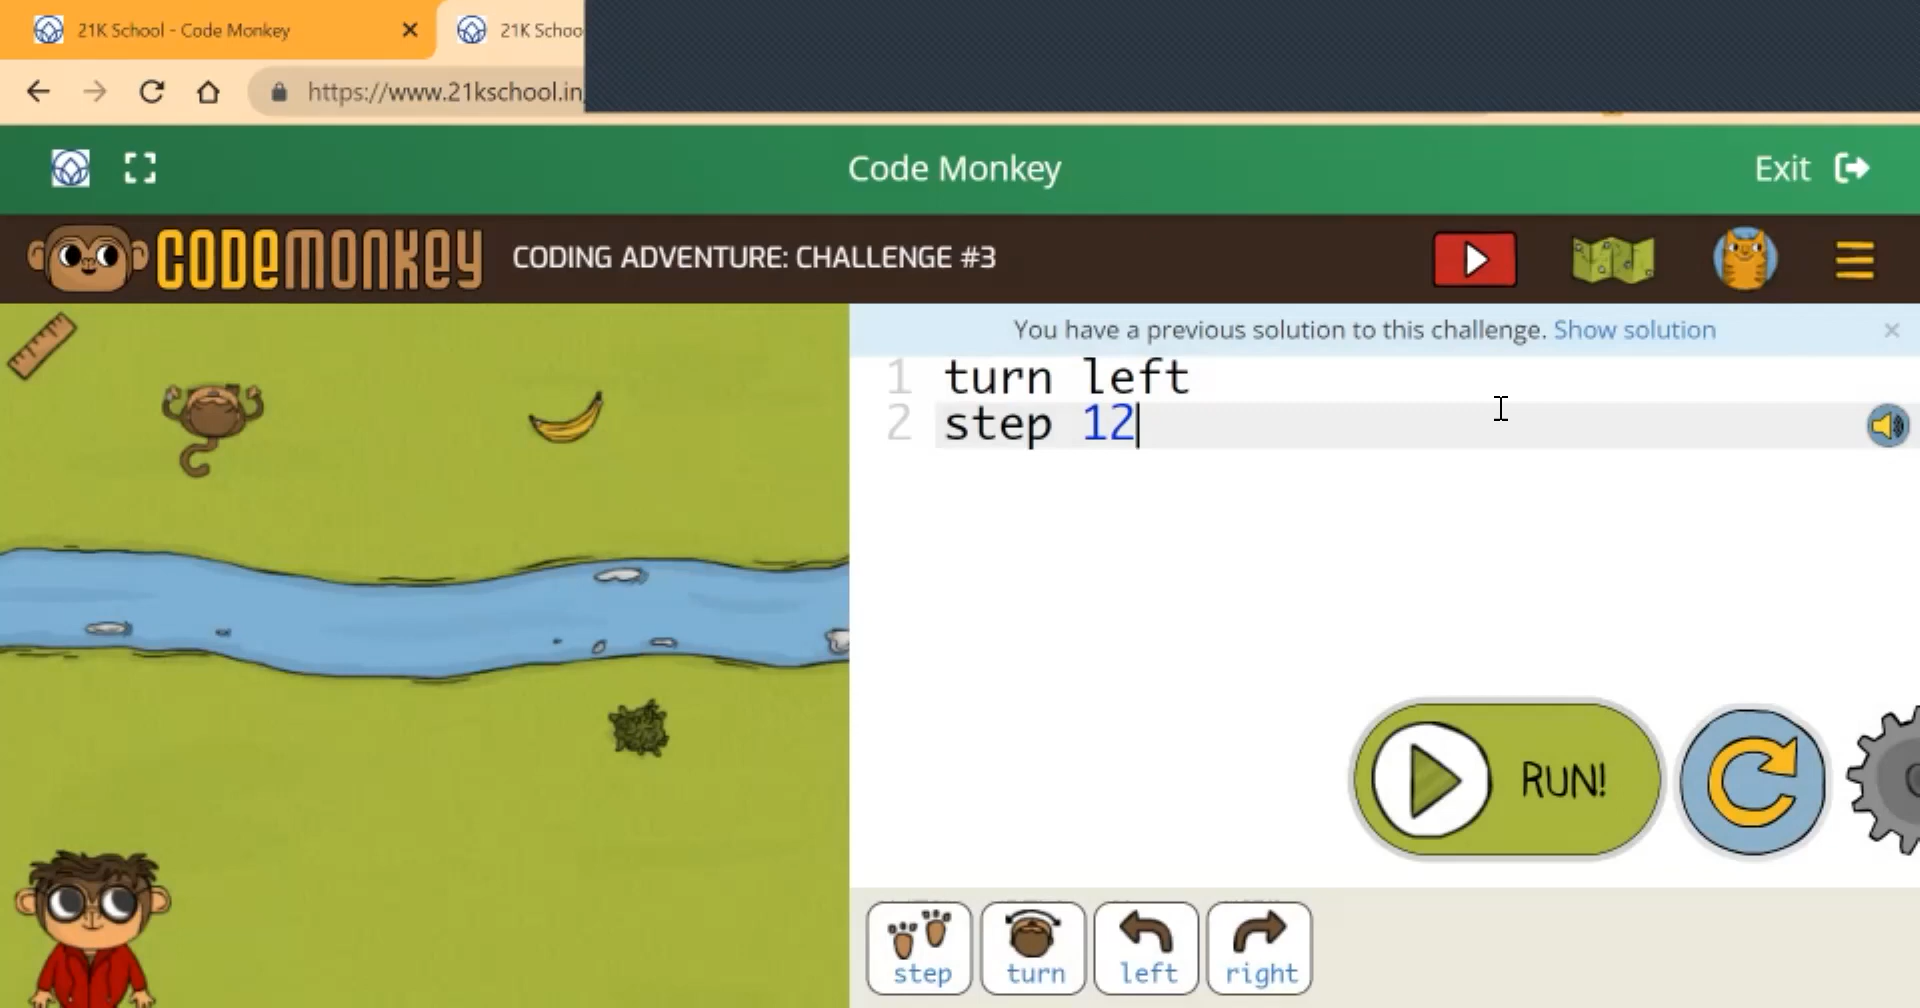 21K School - Code Monkey
21K Schoo
https://www.21kschool.in
Code Monkey
Exit
CODEMONKEY
CODING ADVENTURE: CHALLENGE #3
You have a previous solution to this challenge. Show solution
1 turn left
2 step 12
RUN!
step
turn
left
right